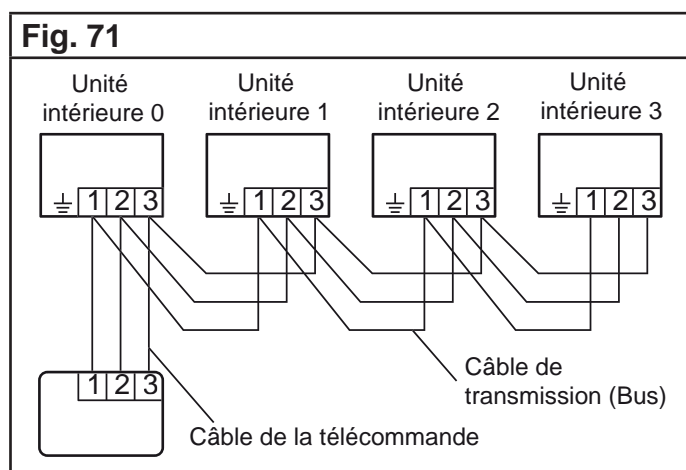 Fig. 71
Unité
intérieure 0
Unité
intérieure 1
Unité
intérieure 2
Unité
intérieure 3
1 2 3
1 2 3
1 2 3
1 2 3
1 2 3
Câble de
transmission (Bus)
Câble de la télécommande